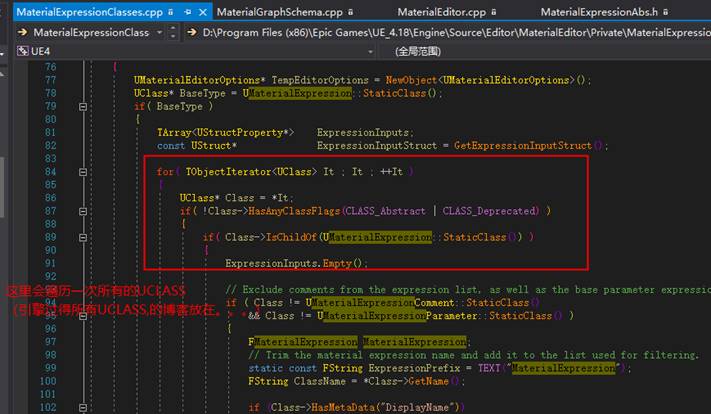 MaterialExpressionClasses.cpp MaterialGraphSchema.cpp MaterialEditor.cpp MaterialExpressionAbs.h
MaterialExpressionClass D:\Program Files (x86)\Epic Games\UE_4.18\Engine\Source\Editor\MaterialEditor\Private\MaterialExpressio
UE4 (全局范围)
76 {
77 UMaterialEditorOptions* TempEditorOptions = NewObject<UMaterialEditorOptions>();
78 UClass* BaseType = UMaterialExpression::StaticClass();
79 if( BaseType )
80 {
81 TArray<UStructProperty*> ExpressionInputs;
82 const UStruct* ExpressionInputStruct = GetExpressionInputStruct();
83
84 for( TObjectIterator<UClass> It ; It ; ++It )
85 {
86 UClass* Class = *It;
87 if( !Class->HasAnyClassFlags(CLASS_Abstract | CLASS_Deprecated) )
88 {
89 if( Class->IsChildOf(UMaterialExpression::StaticClass()) )
90 {
91 ExpressionInputs.Empty();
92
这里会遍历一次所有的UCLASS
93 // Exclude comments from the expression list, as well as the base parameter expressio
94 if ( Class != UMaterialExpressionComment::StaticClass()
(引擎过得所有UCLASS,的博客放在。。。)
95 && Class != UMaterialExpressionParameter::StaticClass() )
96 {
97 FMaterialExpression MaterialExpression;
98 // Trim the material expression name and add it to the list used for filtering.
99 static const FString ExpressionPrefix = TEXT("MaterialExpression");
100 FString ClassName = *Class->GetName();
101
102 if (Class->HasMetaData("DisplayName"))